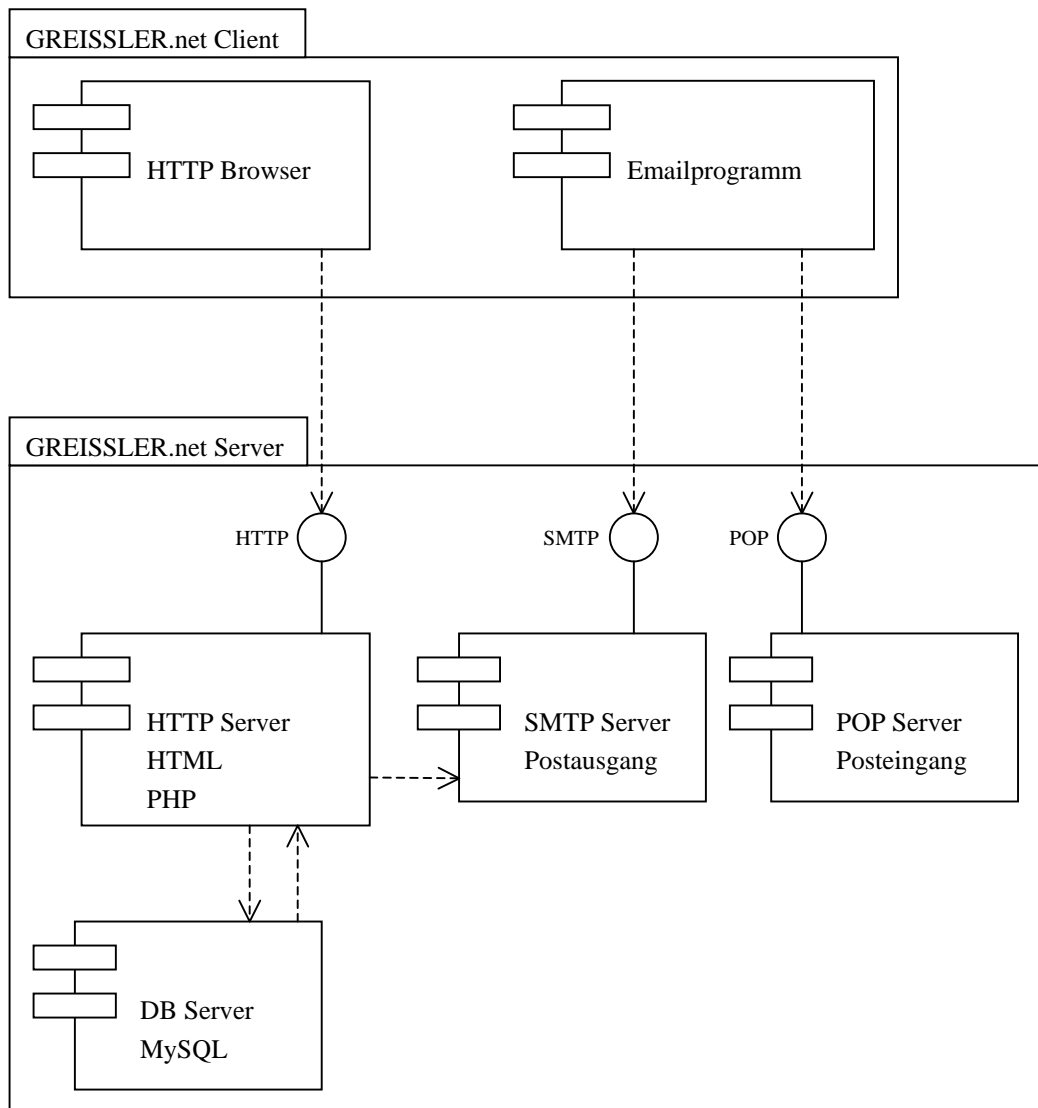 GREISSLER.net Client
HTTP Browser
Emailprogramm
GREISSLER.net Server
HTTP
SMTP
POP
HTTP Server
HTML
PHP
SMTP Server
Postausgang
POP Server
Posteingang
DB Server
MySQL